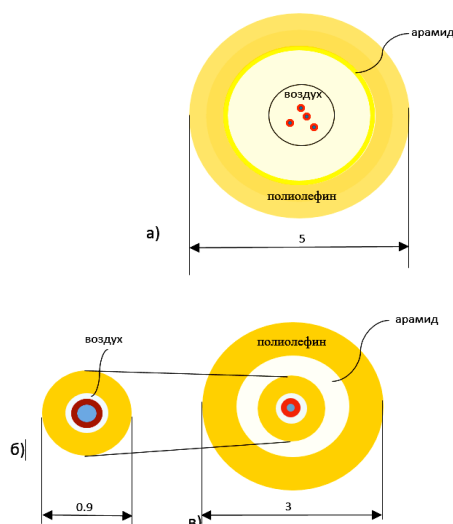 арамид
воздух
полиолефин
а)
5
арамид
воздух
полиолефин
б)
0.9
3
в)